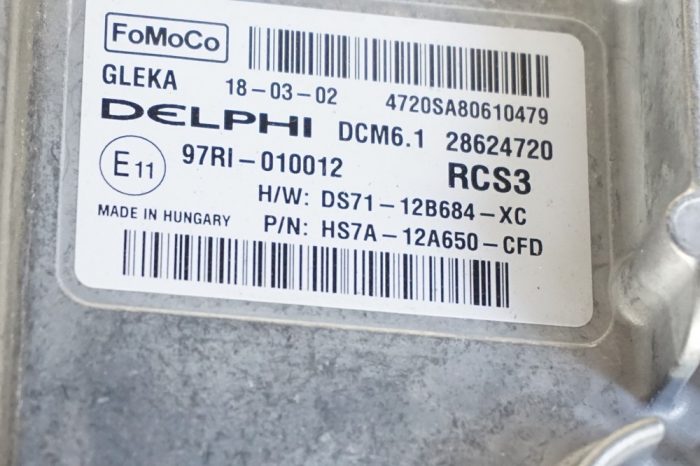 FoMoCo
GLEKA 18-03-02 4720SA80610479
DELPHI DCM6.1 28624720
E11 97RI-010012 RCS3
H/W: DS71-12B684-XC
MADE IN HUNGARY P/N: HS7A-12A650-CFD